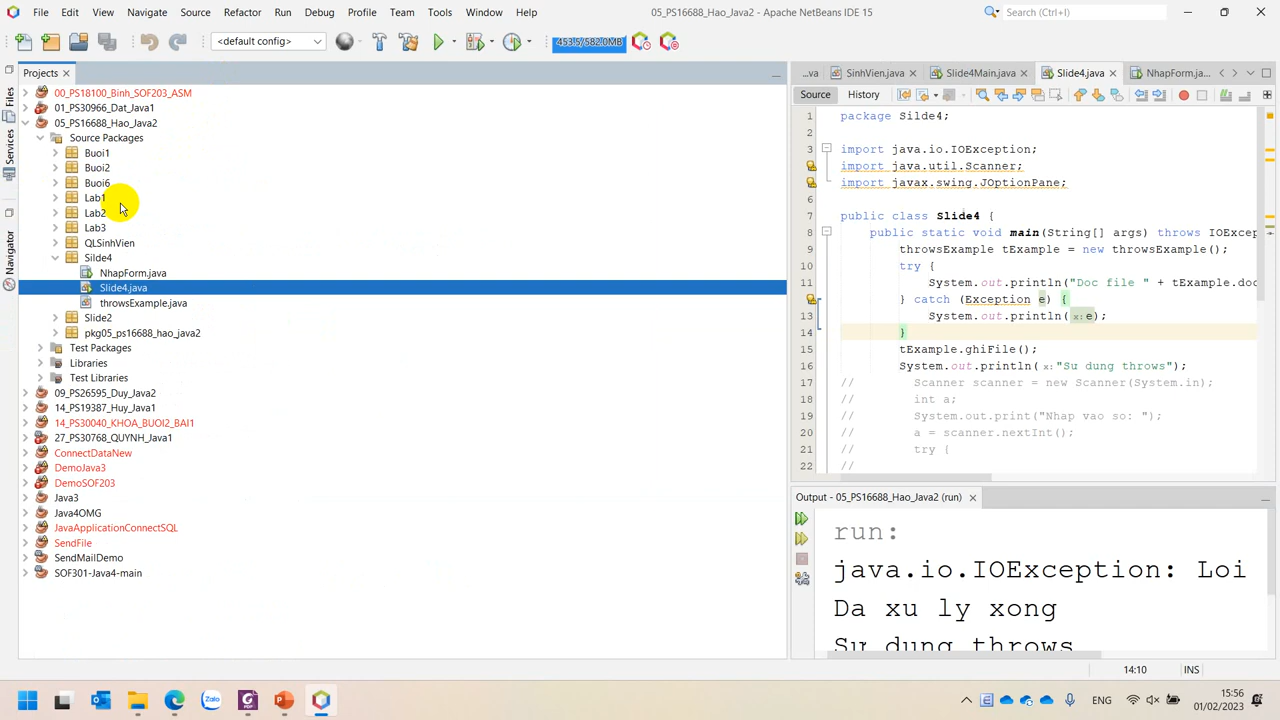 File Edit View Navigate Source Refactor Run Debug Profile Team Tools Window Help
05_PS16688_Hao_Java2 - Apache NetBeans IDE 15
Search (Ctrl+I)
<default config>
453.5/582.0MB
Projects
Files
Services
Navigator
00_PS18100_Binh_SOF203_ASM
01_PS30966_Dat_Java1
05_PS16688_Hao_Java2
Source Packages
Buoi1
Buoi2
Buoi6
Lab1
Lab2
Lab3
QLSinhVien
Silde4
NhapForm.java
Slide4.java
throwsExample.java
Slide2
pkg05_ps16688_hao_java2
Test Packages
Libraries
Test Libraries
09_PS26595_Duy_Java2
14_PS19387_Huy_Java1
14_PS30040_KHOA_BUOI2_BAI1
27_PS30768_QUYNH_Java1
ConnectDataNew
DemoJava3
DemoSOF203
Java3
Java4OMG
JavaApplicationConnectSQL
SendFile
SendMailDemo
SOF301-Java4-main
...va SinhVien.java Slide4Main.java Slide4.java NhapForm.ja...
Source History
1 package Silde4;
2
3 import java.io.IOException;
4 import java.util.Scanner;
5 import javax.swing.JOptionPane;
6
7 public class Slide4 {
8 public static void main(String[] args) throws IOExcep
9 throwsExample tExample = new throwsExample();
10 try {
11 System.out.println("Doc file " + tExample.doc
12 } catch (Exception e) {
13 System.out.println(x:e);
14 }
15 tExample.ghiFile();
16 System.out.println(x:"Su dung throws");
17 // Scanner scanner = new Scanner(System.in);
18 // int a;
19 // System.out.print("Nhap vao so: ");
20 // a = scanner.nextInt();
21 // try {
22 //
Output - 05_PS16688_Hao_Java2 (run)
run:
java.io.IOException: Loi
Da xu ly xong
Su dung throws
14:10 INS
Zalo
ENG
15:56
01/02/2023